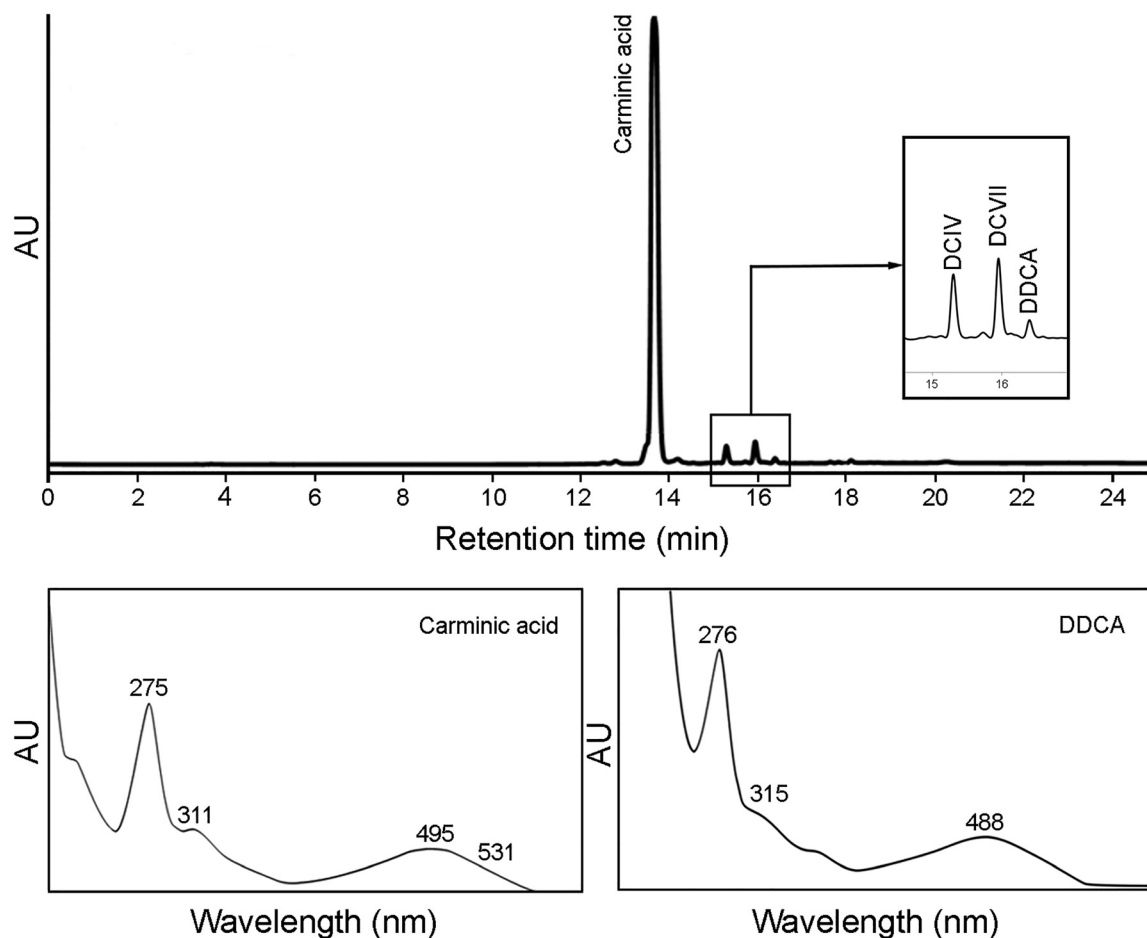 AU
Carminic acid
DCIV
DCVII
DDCA
15 16
0 2 4 6 8 10 12 14 16 18 20 22 24
Retention time (min)
Carminic acid
275
311
495
531
AU
Wavelength (nm)
DDCA
276
315
488
AU
Wavelength (nm)